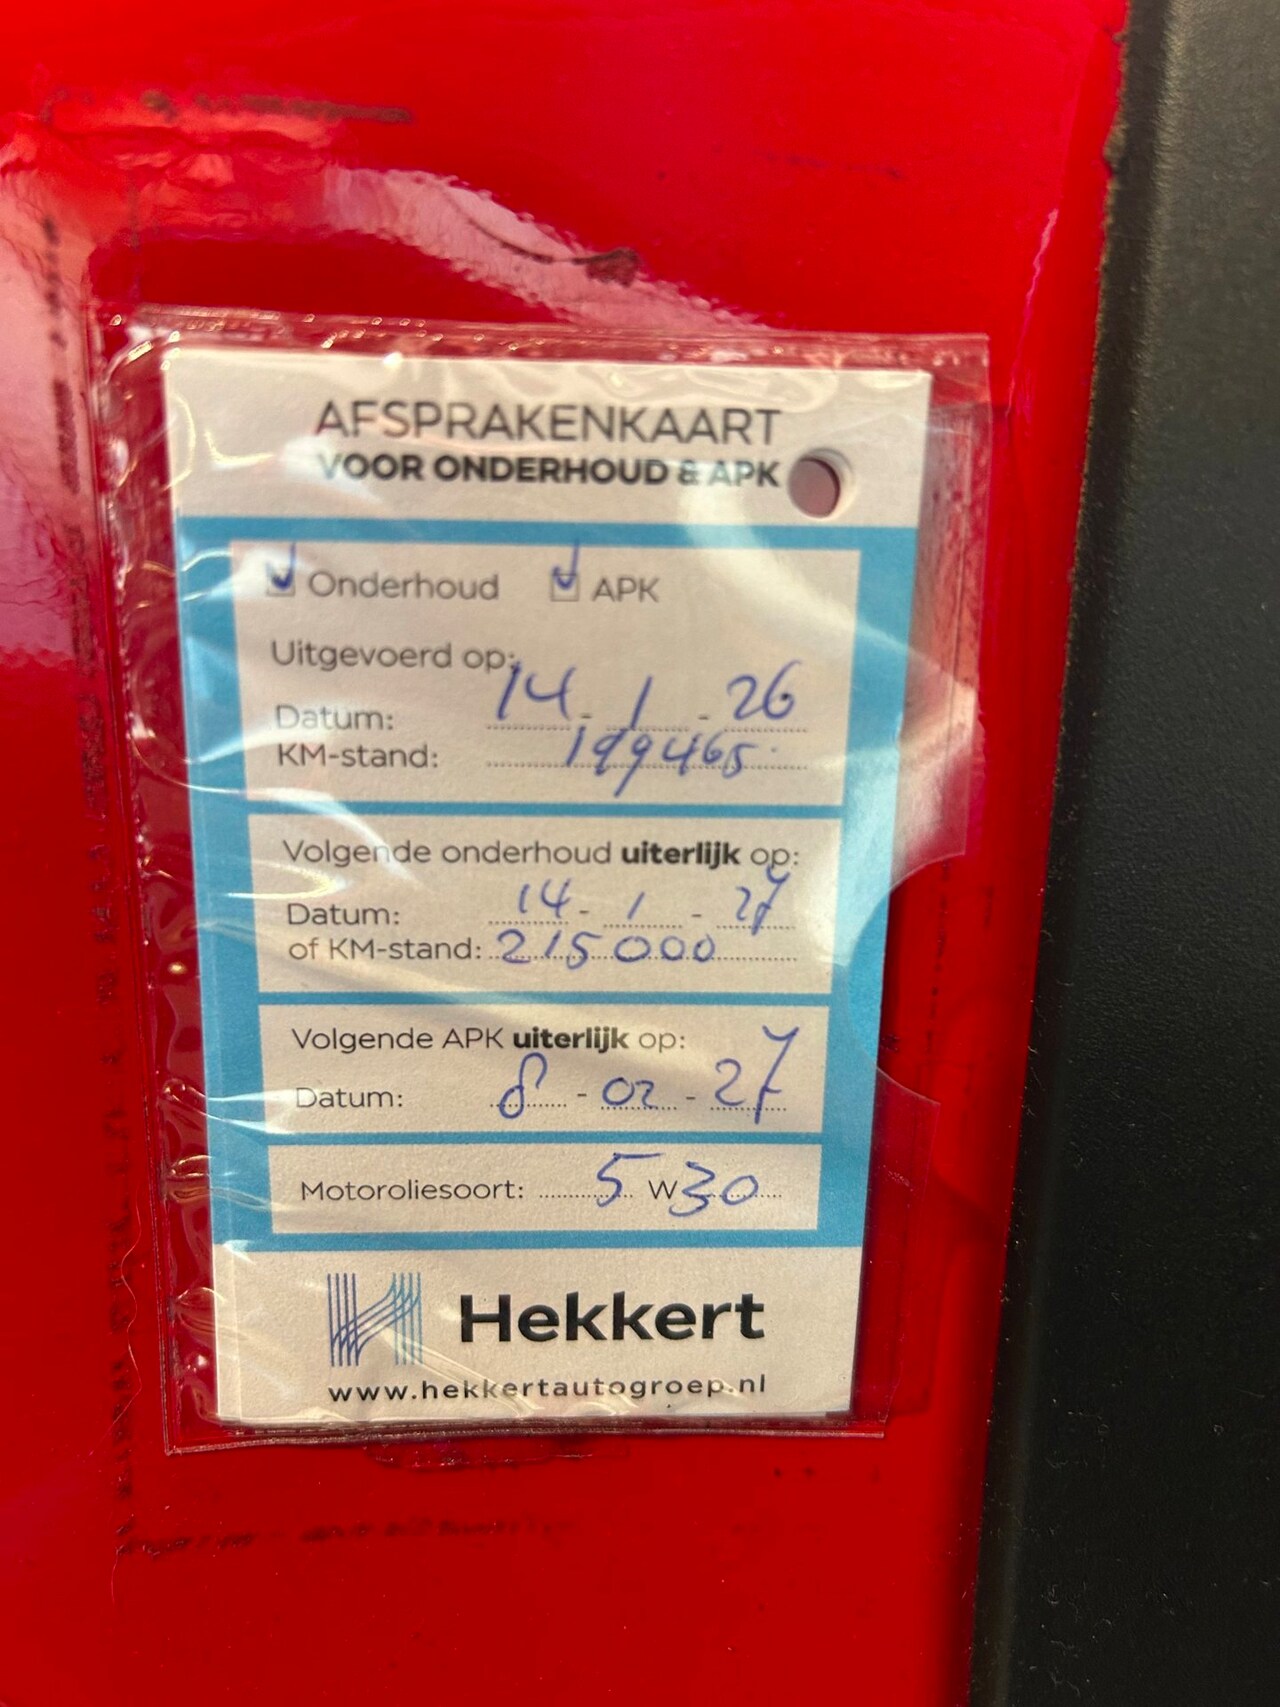 AFSPRAKENKAART
VOOR ONDERHOUD & APK
Onderhoud APK
Uitgevoerd op:
Datum: 14 - 1 - 26
KM-stand: 199465
Volgende onderhoud uiterlijk op:
Datum: 14 - 1 - 27
of KM-stand: 215000
Volgende APK uiterlijk op:
Datum: 8 - 02 - 27
Motoroliesoort: 5 W 30
Hekkert
www.hekkertautogroep.nl